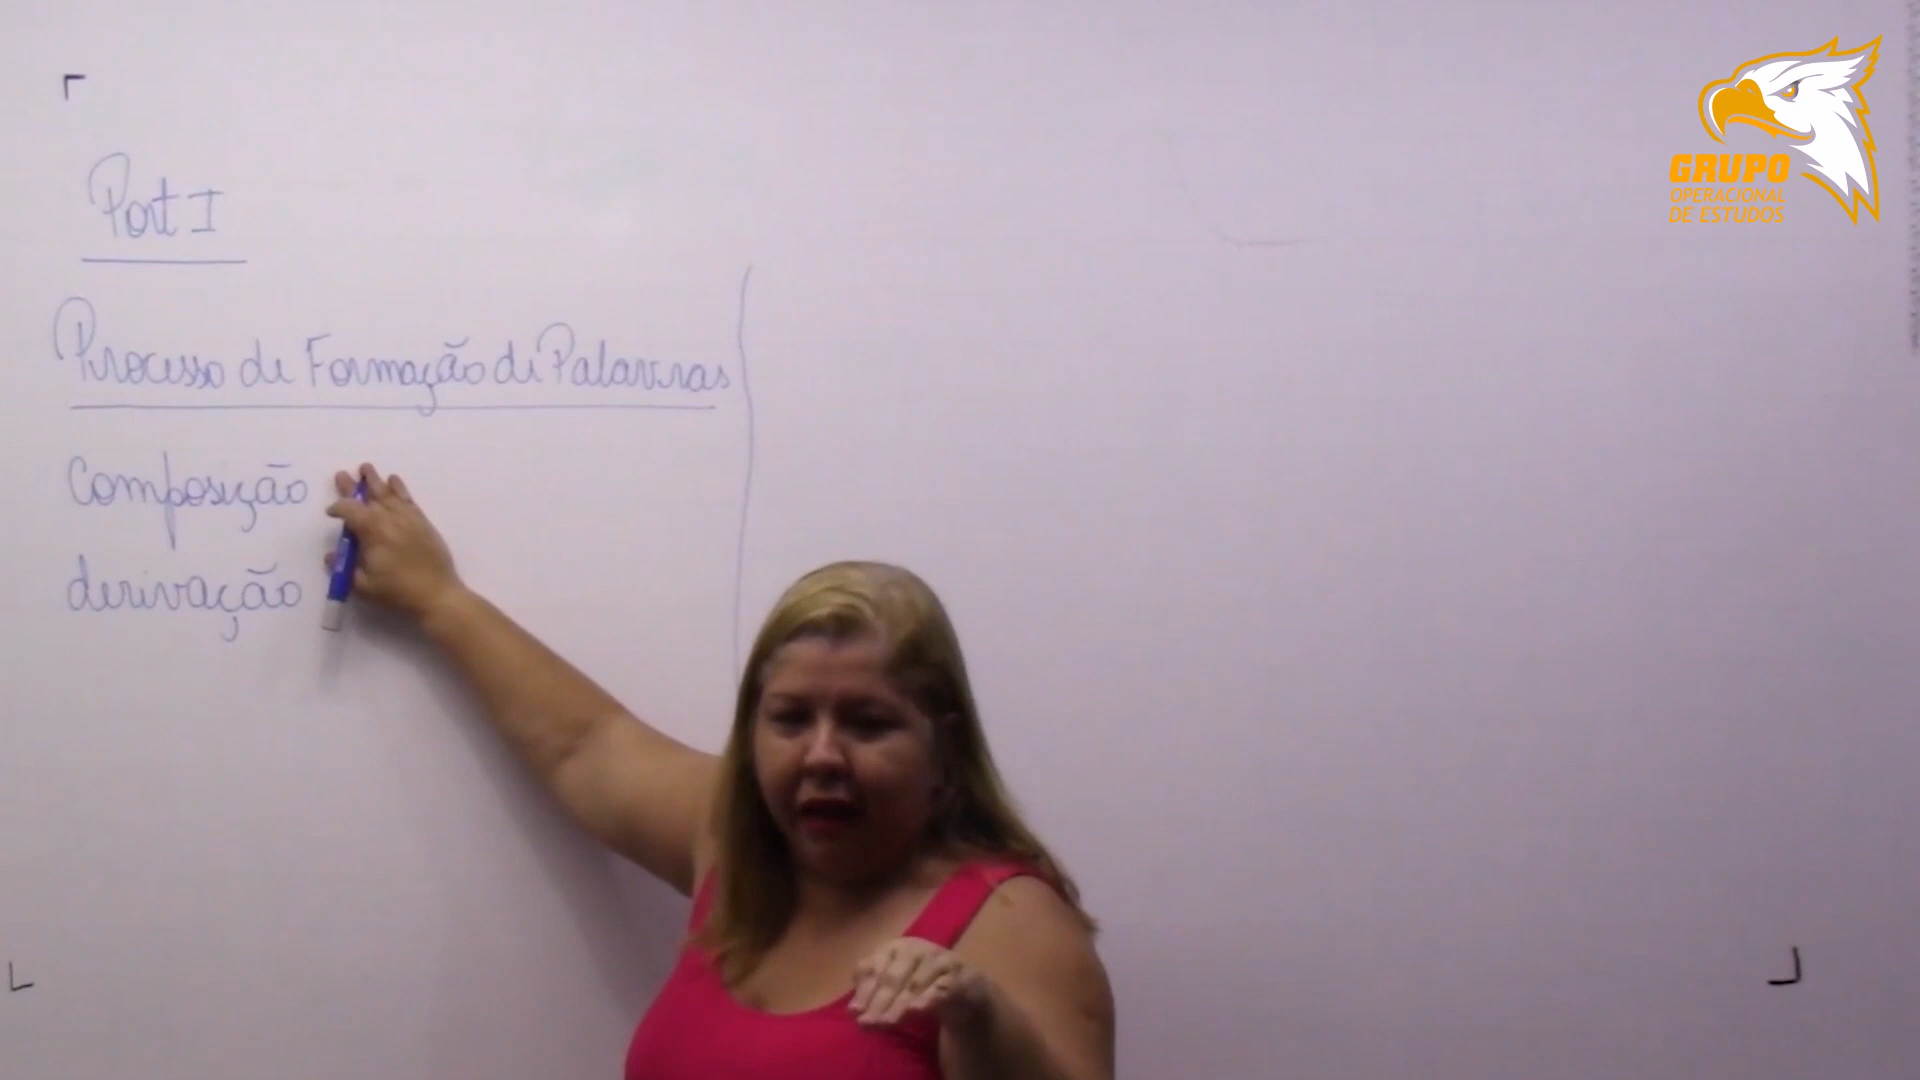 Port I
Processo de Formação de Palavras
Composição
derivação
GRUPO
OPERACIONAL
DE ESTUDOS